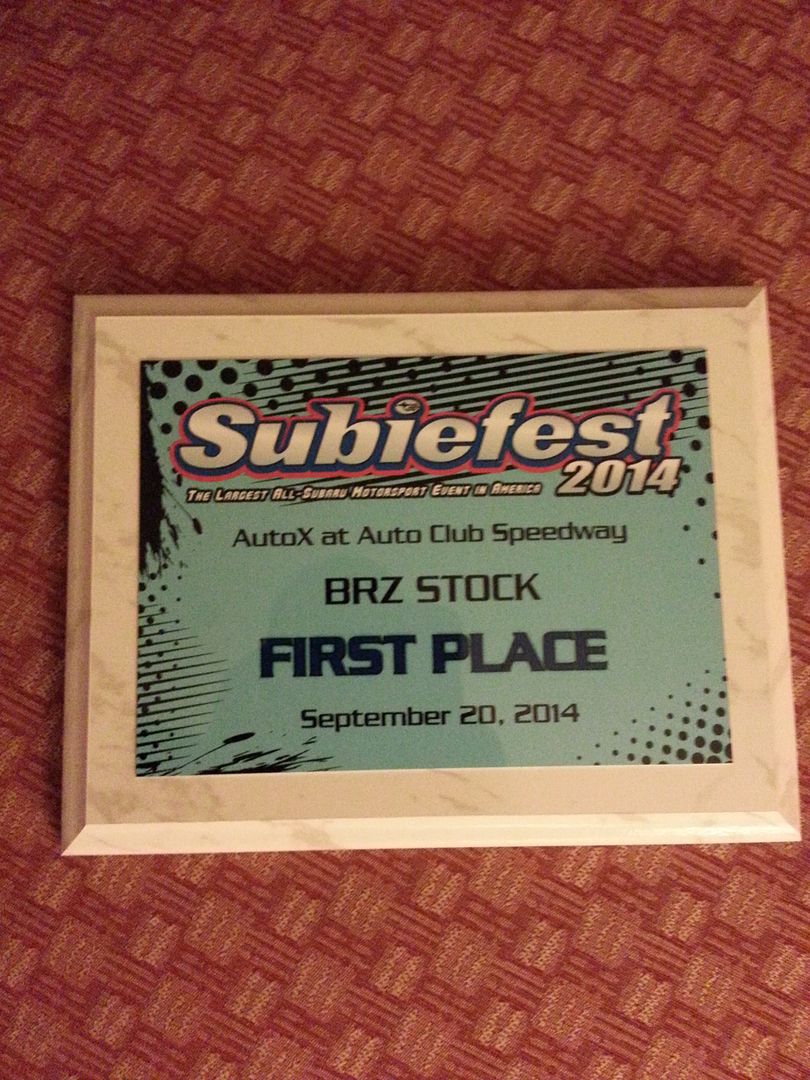 Subiefest
2014
The Largest All-Subaru Motorsport Event in America
AutoX at Auto Club Speedway
BRZ STOCK
FIRST PLACE
September 20, 2014